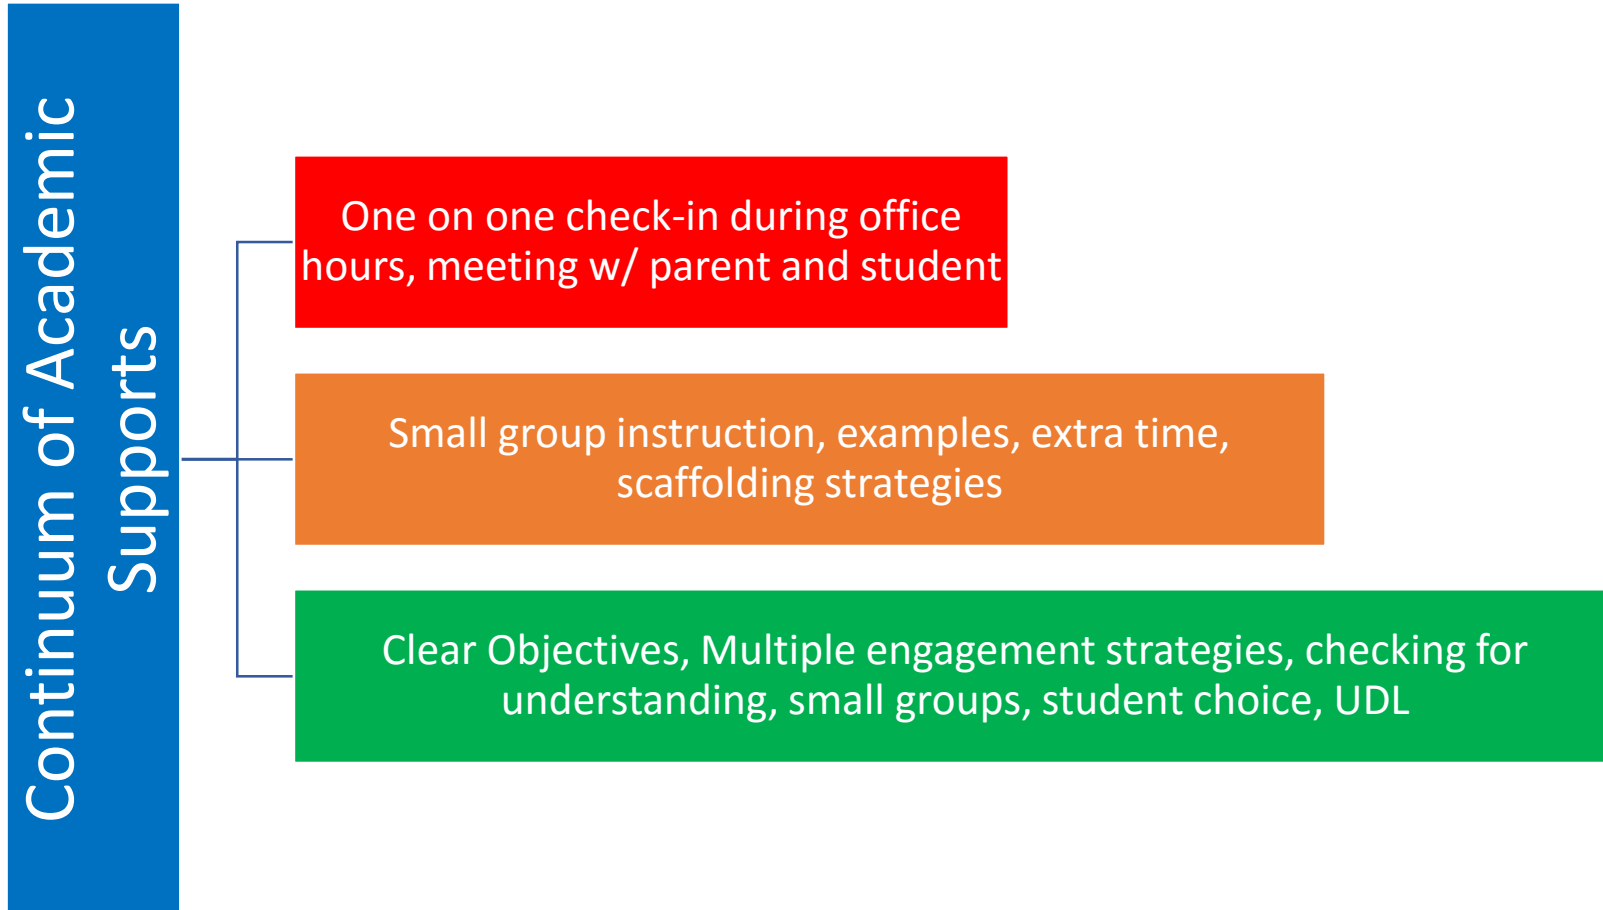 Continuum of Academic
Supports
One on one check-in during office
hours, meeting w/ parent and student
Small group instruction, examples, extra time,
scaffolding strategies
Clear Objectives, Multiple engagement strategies, checking for
understanding, small groups, student choice, UDL